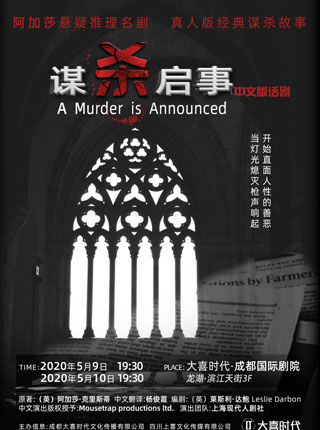 阿加莎悬疑推理名剧 真人版经典谋杀故事
谋杀启事 中文版话剧
A Murder is Announced
当灯光熄灭枪声响起
开始直面人性的善恶
tions by Farmer
TIME: 2020年5月9日 19:30
2020年5月10日 19:30
PLACE: 大喜时代·成都国际剧院
龙湖·滨江天街3F
原著：（英）阿加莎·克里斯蒂 中文翻译：杨俊霞 编剧：（英）莱斯利·达鲍 Leslie Darbon
中文演出版权授予：Mousetrap productions ltd. 演出团队：上海现代人剧社
主办信息：成都大喜时代文化传播有限公司 四川上喜文化传媒有限公司
大喜时代